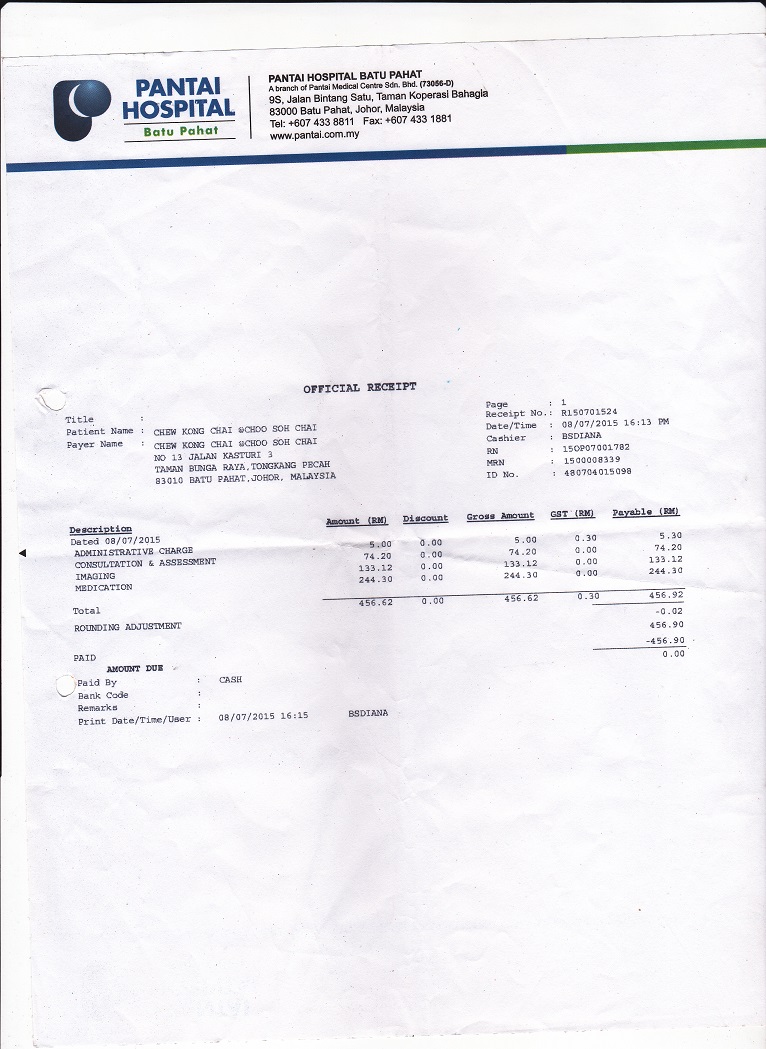 PANTAI
HOSPITAL
Batu Pahat
PANTAI HOSPITAL BATU PAHAT
A branch of Pantai Medical Centre Sdn. Bhd. (73056-D)
9S, Jalan Bintang Satu, Taman Koperasi Bahagia
83000 Batu Pahat, Johor, Malaysia
Tel: +607 433 8811 Fax: +607 433 1881
www.pantai.com.my
OFFICIAL RECEIPT
Page : 1
Receipt No.: R150701524
Date/Time : 08/07/2015 16:13 PM
Cashier : BSDIANA
RN : 15OP07001782
MRN : 1500008339
ID No. : 480704015098
Title :
Patient Name : CHEW KONG CHAI @CHOO SOH CHAI
Payer Name : CHEW KONG CHAI @CHOO SOH CHAI
NO 13 JALAN KASTURI 3
TAMAN BUNGA RAYA,TONGKANG PECAH
83010 BATU PAHAT,JOHOR, MALAYSIA
Description Amount (RM) Discount Gross Amount GST (RM) Payable (RM)
Dated 08/07/2015
ADMINISTRATIVE CHARGE 5.00 0.00 5.00 0.30 5.30
CONSULTATION & ASSESSMENT 74.20 0.00 74.20 0.00 74.20
IMAGING 133.12 0.00 133.12 0.00 133.12
MEDICATION 244.30 0.00 244.30 0.00 244.30
Total 456.62 0.00 456.62 0.30 456.92
ROUNDING ADJUSTMENT -0.02
456.90
PAID -456.90
AMOUNT DUE 0.00
Paid By : CASH
Bank Code :
Remarks :
Print Date/Time/User : 08/07/2015 16:15 BSDIANA